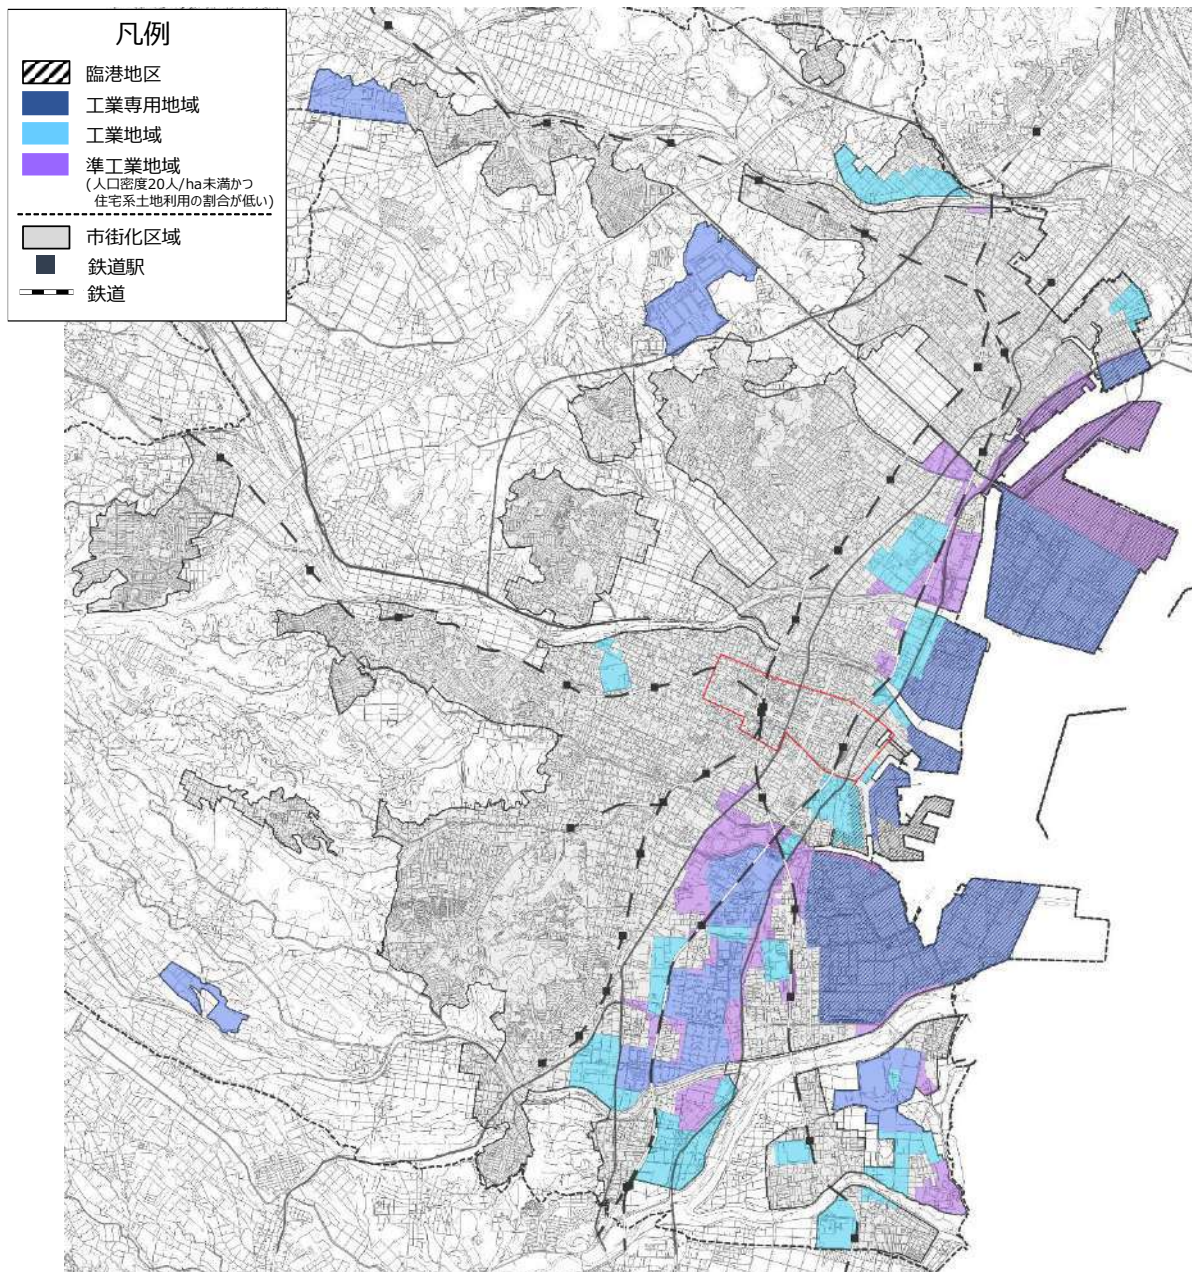 凡例
臨港地区
工業専用地域
工業地域
準工業地域
(人口密度20人/ha未満かつ
住宅系土地利用の割合が低い)
市街化区域
鉄道駅
鉄道